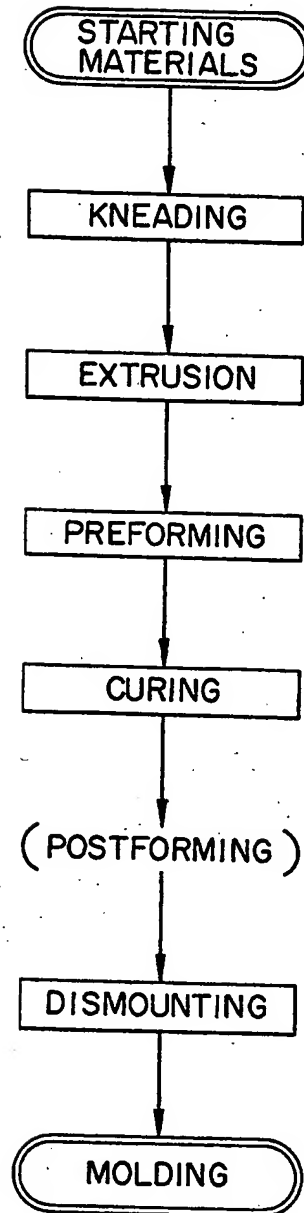 STARTING
MATERIALS
KNEADING
EXTRUSION
PREFORMING
CURING
(POSTFORMING)
DISMOUNTING
MOLDING